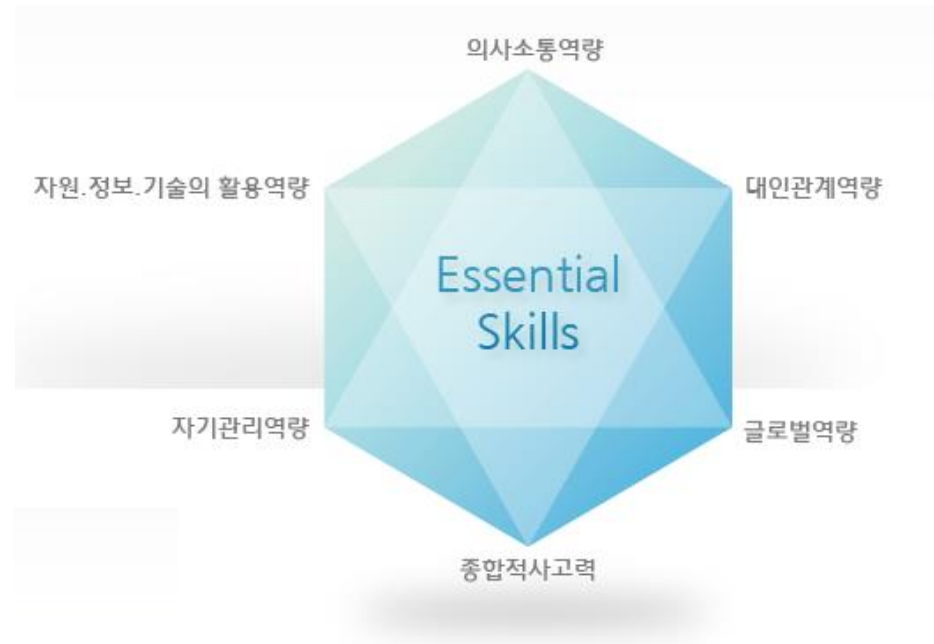 의사소통역량
자원.정보.기술의 활용역량
대인관계역량
Essential
Skills
자기관리역량
글로벌역량
종합적사고력